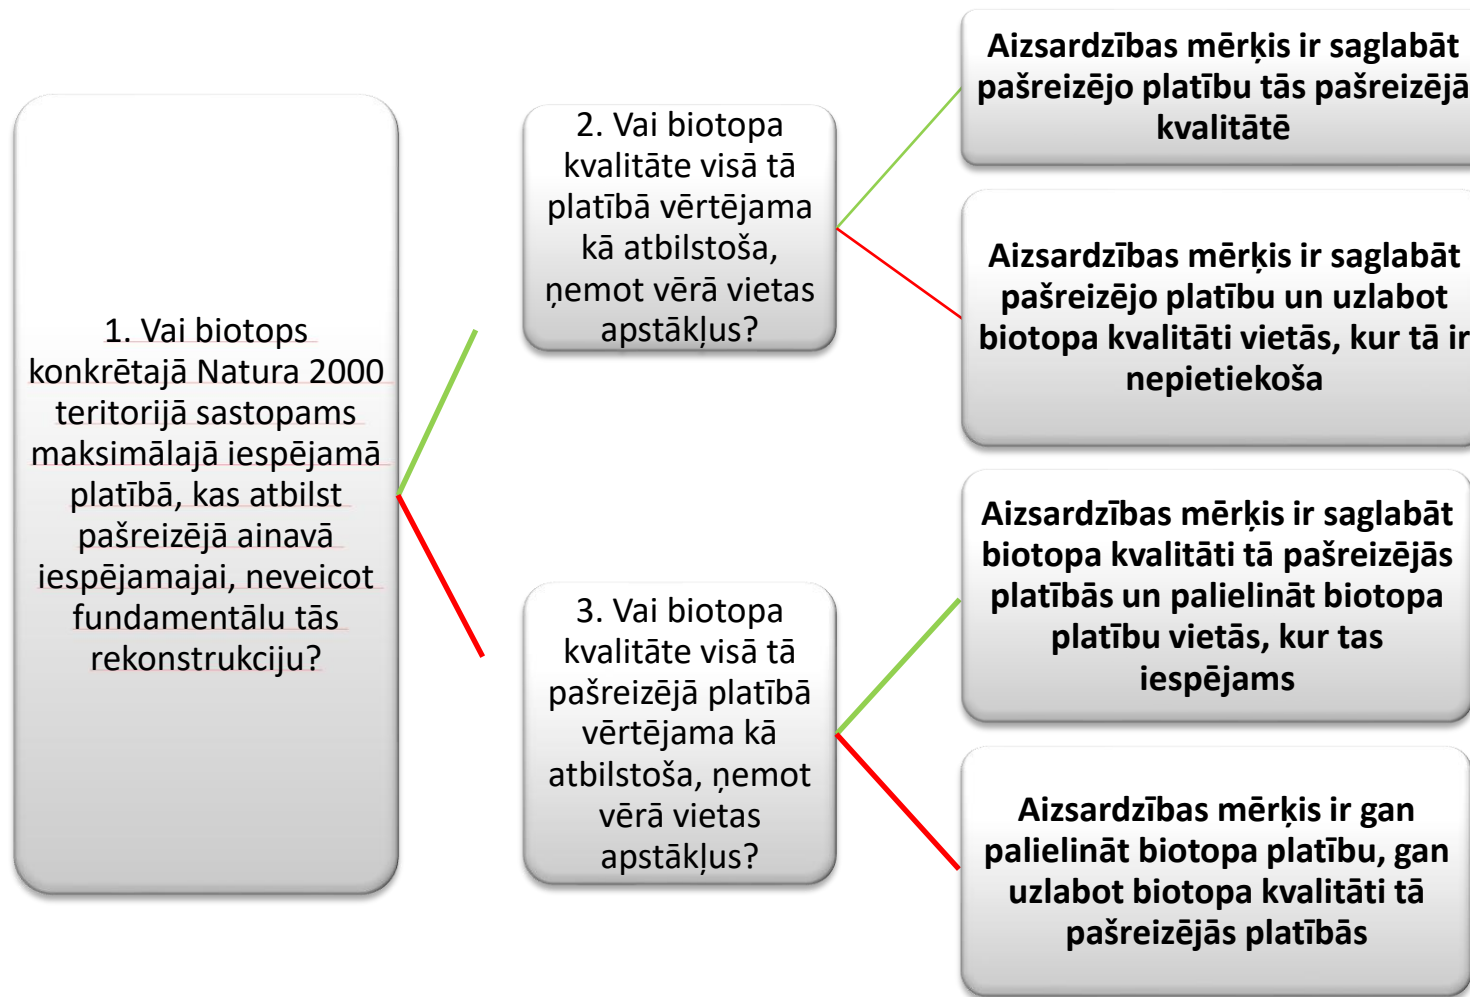 1. Vai biotops
konkrētajā Natura 2000
teritorijā sastopams
maksimālajā iespējamā
platībā, kas atbilst
pašreizējā ainavā
iespējamajai, neveicot
fundamentālu tās
rekonstrukciju?
2. Vai biotopa
kvalitāte visā tā
platībā vērtējama
kā atbilstoša,
ņemot vērā vietas
apstākļus?
Aizsardzības mērķis ir saglabāt
pašreizējo platību tās pašreizējā
kvalitātē
Aizsardzības mērķis ir saglabāt
pašreizējo platību un uzlabot
biotopa kvalitāti vietās, kur tā ir
nepietiekoša
3. Vai biotopa
kvalitāte visā tā
pašreizējā platībā
vērtējama kā
atbilstoša, ņemot
vērā vietas
apstākļus?
Aizsardzības mērķis ir saglabāt
biotopa kvalitāti tā pašreizējās
platībās un palielināt biotopa
platību vietās, kur tas
iespējams
Aizsardzības mērķis ir gan
palielināt biotopa platību, gan
uzlabot biotopa kvalitāti tā
pašreizējās platībās